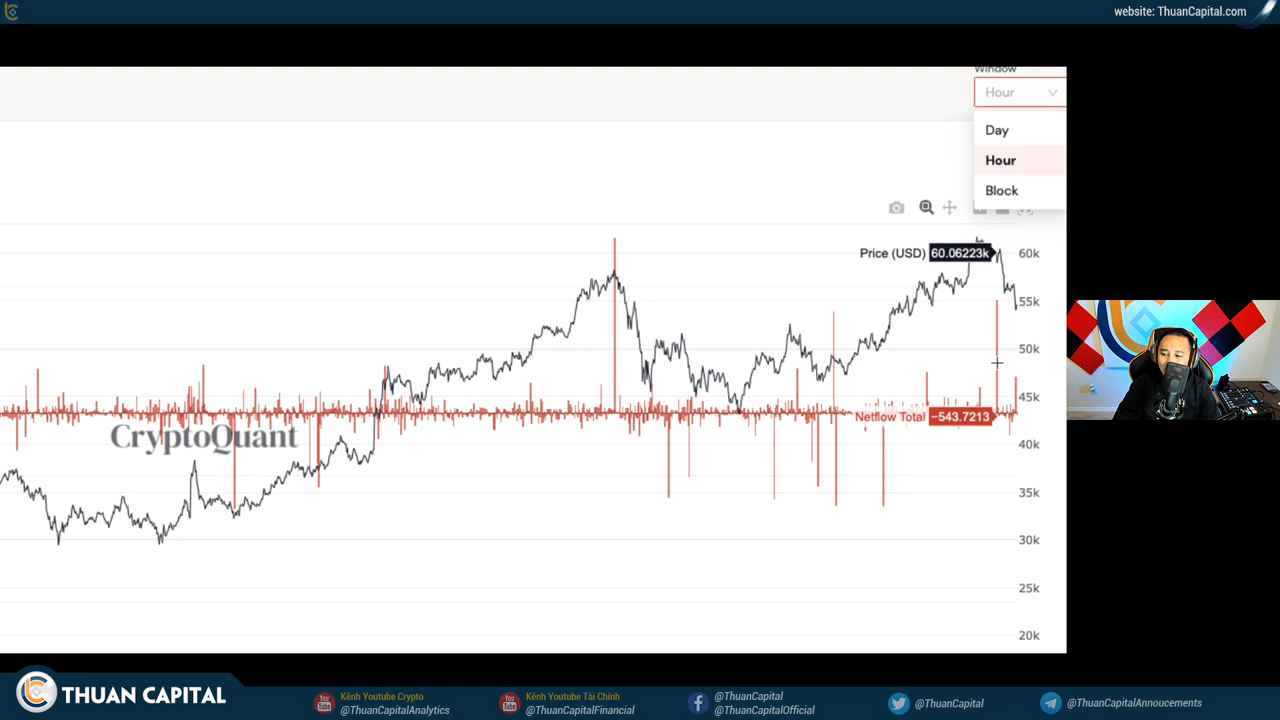 website: ThuanCapital.com
Window
Hour
Day
Hour
Block
Price (USD) 60.06223k
60k
55k
50k
45k
Netflow Total −543.7213
CryptoQuant
40k
35k
30k
25k
20k
THUAN CAPITAL
Kênh Youtube Crypto
@ThuanCapitalAnalytics
Kênh Youtube Tài Chính
@ThuanCapitalFinancial
@ThuanCapital
@ThuanCapitalOfficial
@ThuanCapital
@ThuanCapitalAnnoucements